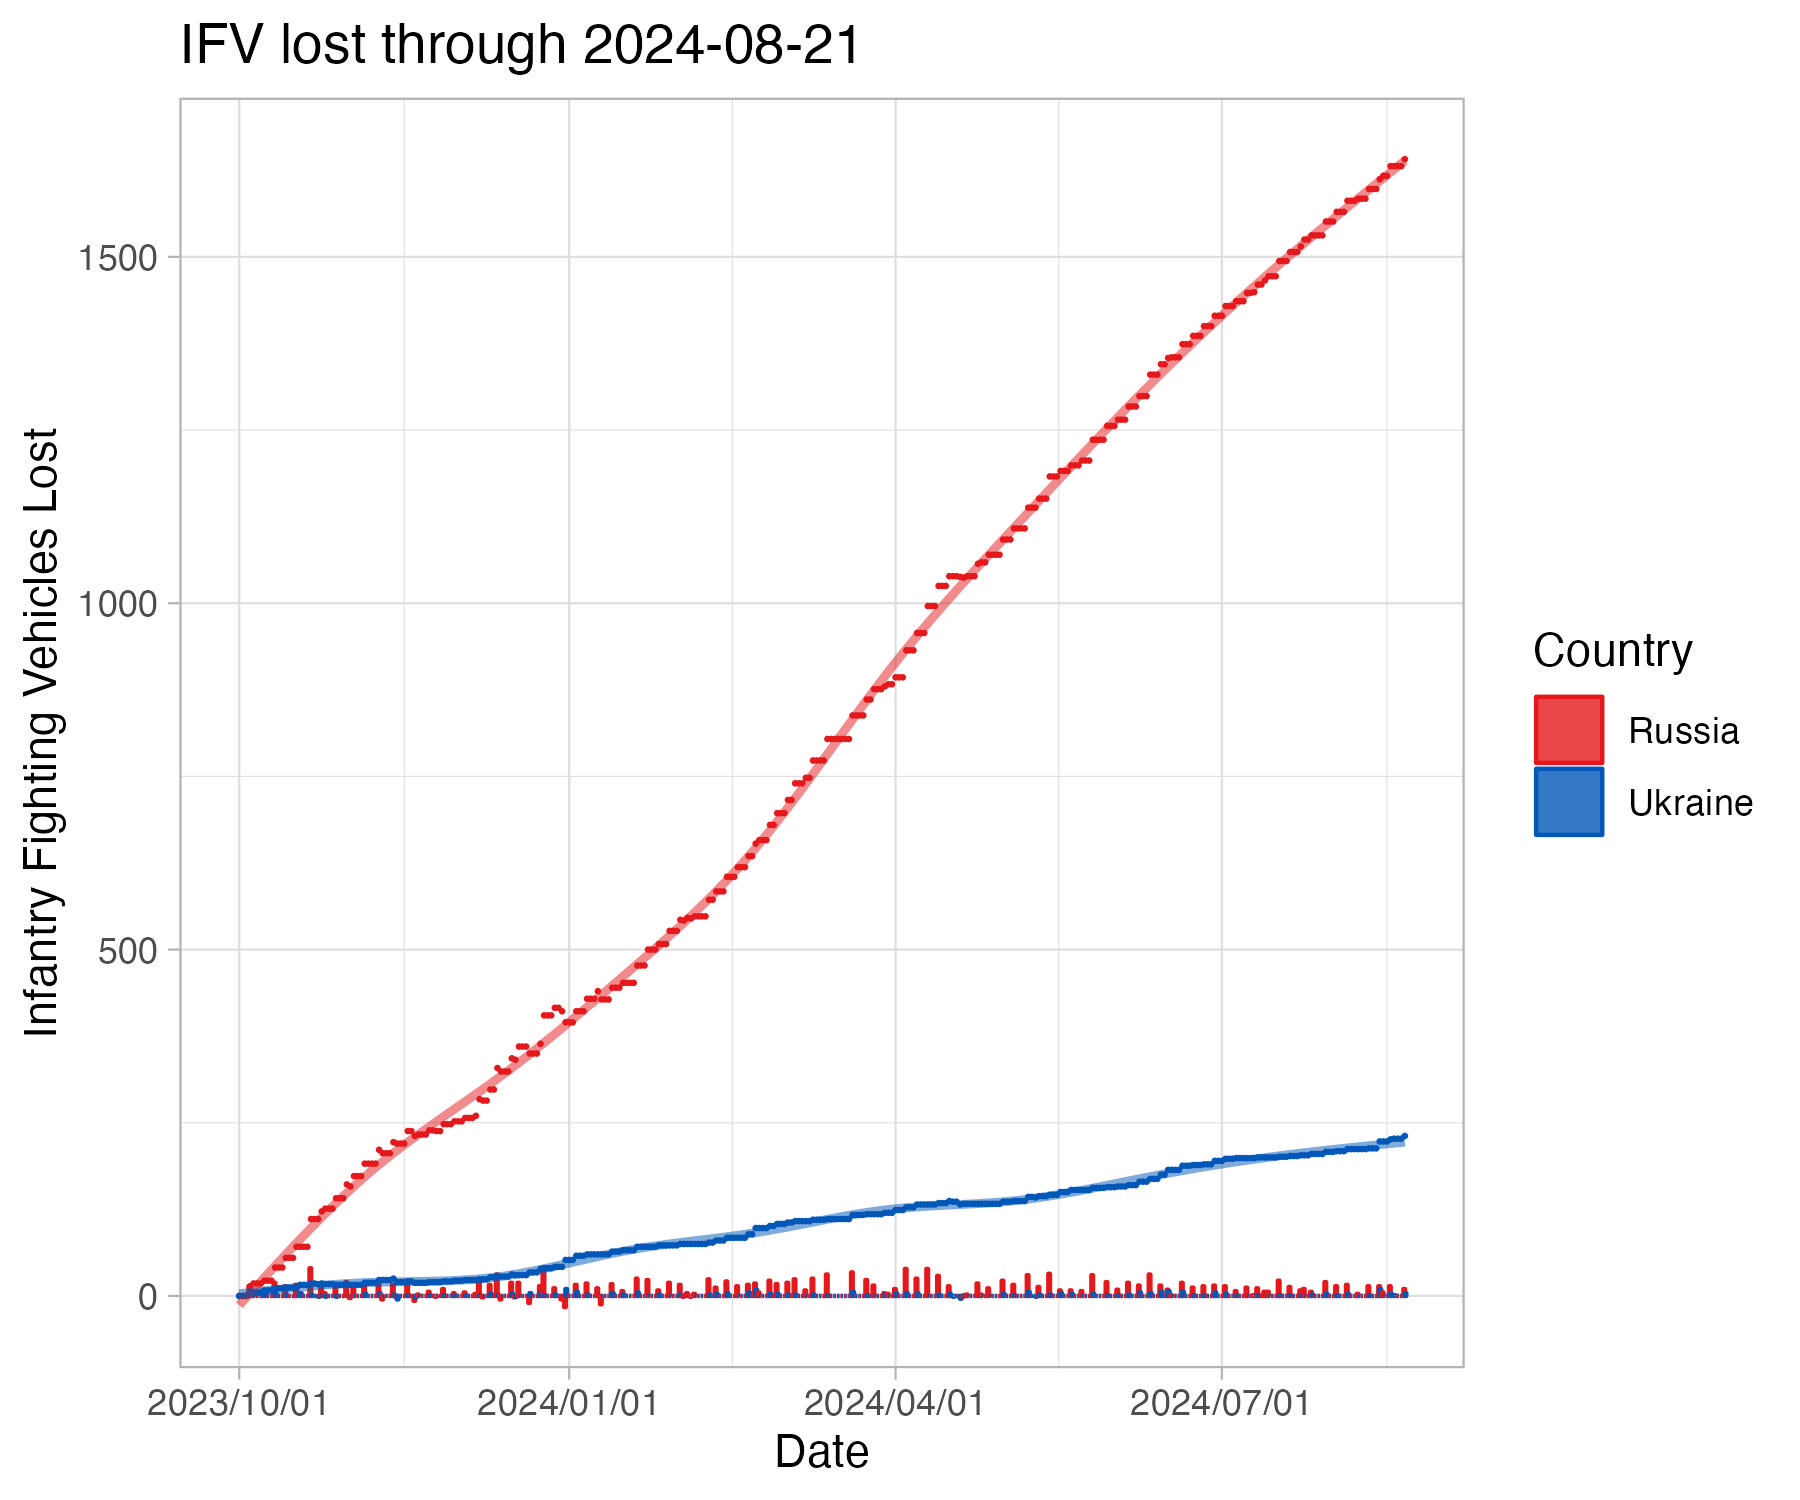 IFV lost through 2024-08-21
Infantry Fighting Vehicles Lost
1500
1000
500
0
2023/10/01
2024/01/01
2024/04/01
2024/07/01
Date
Country
Russia
Ukraine